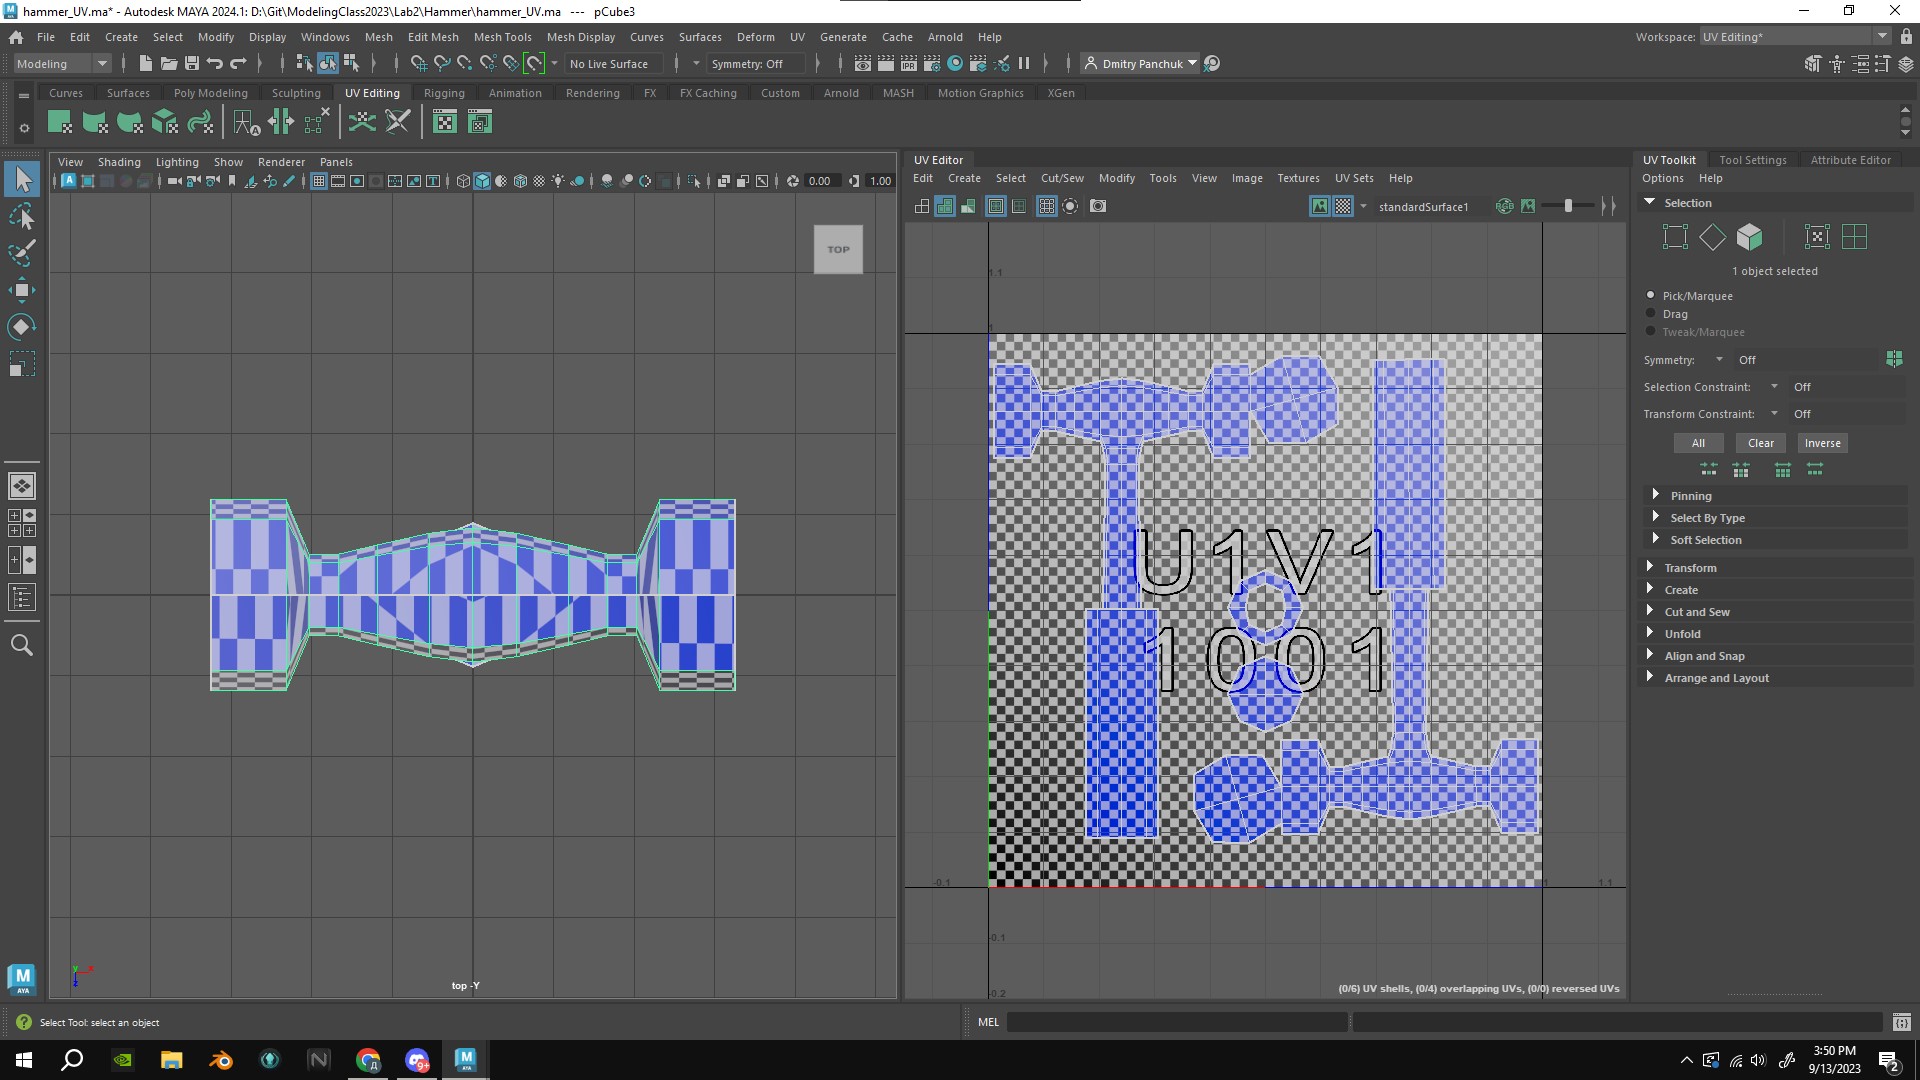 hammer_UV.ma* - Autodesk MAYA 2024.1: D:\Git\ModelingClass2023\Lab2\Hammer\hammer_UV.ma --- pCube3
File Edit Create Select Modify Display Windows Mesh Edit Mesh Mesh Tools Mesh Display Curves Surfaces Deform UV Generate Cache Arnold Help Workspace: UV Editing*
Modeling No Live Surface Symmetry: Off Dmitry Panchuk
Curves Surfaces Poly Modeling Sculpting UV Editing Rigging Animation Rendering FX FX Caching Custom Arnold MASH Motion Graphics XGen
View Shading Lighting Show Renderer Panels
0.00 1.00
TOP
top -Y
UV Editor
Edit Create Select Cut/Sew Modify Tools View Image Textures UV Sets Help
standardSurface1
1.1
1
U1V1
1001
-0.1 1 1.1
-0.1
-0.2
(0/6) UV shells, (0/4) overlapping UVs, (0/0) reversed UVs
UV Toolkit Tool Settings Attribute Editor
Options Help
Selection
1 object selected
Pick/Marquee
Drag
Tweak/Marquee
Symmetry: Off
Selection Constraint: Off
Transform Constraint: Off
All Clear Inverse
Pinning
Select By Type
Soft Selection
Transform
Create
Cut and Sew
Unfold
Align and Snap
Arrange and Layout
Select Tool: select an object
MEL
3:50 PM
9/13/2023
2
9+
M
AYA